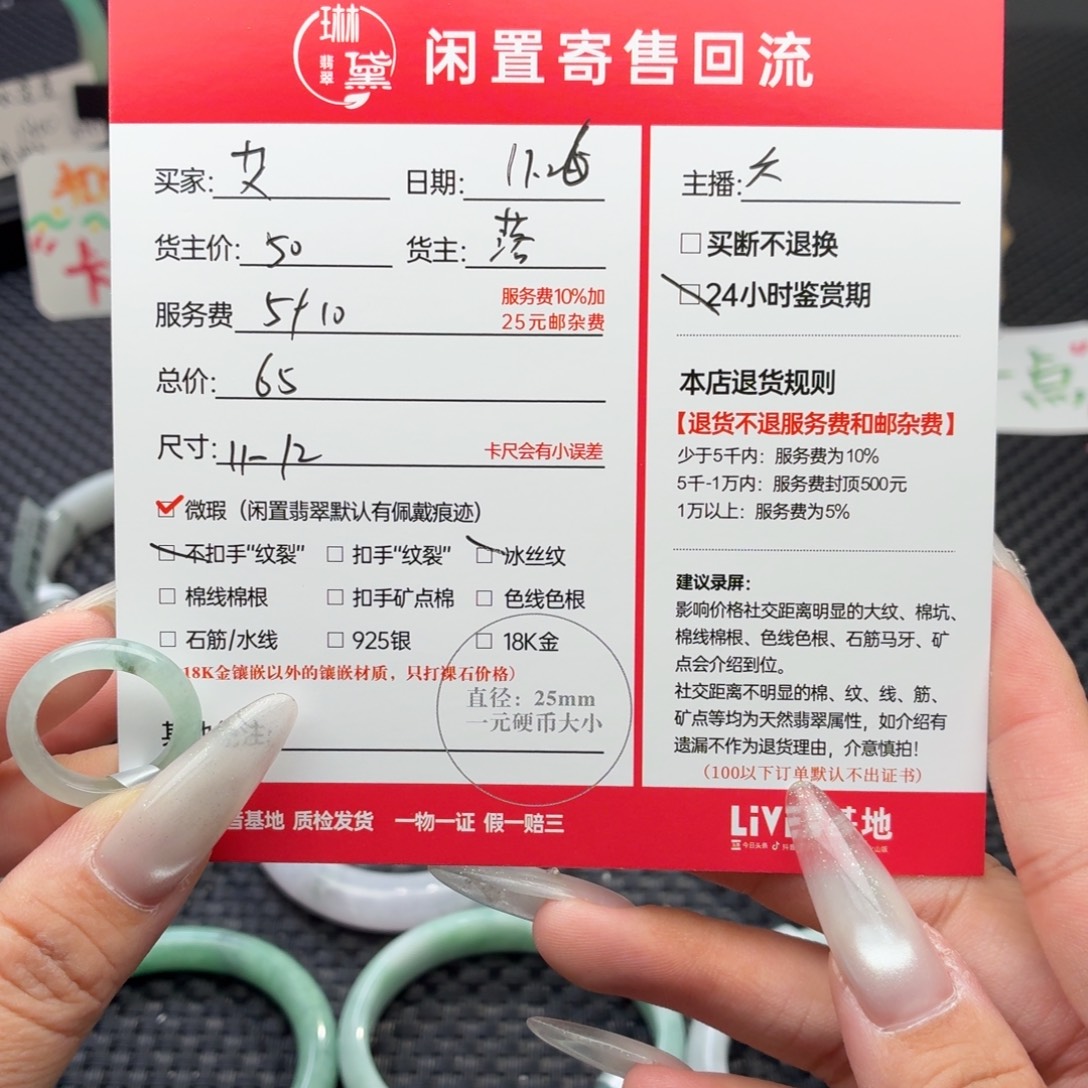 琳黛
翡翠
闲置寄售回流
买家: 艾
日期: 11.26
货主价: 50
货主: 落
服务费 5+10
服务费10%加
25元邮杂费
总价: 65
尺寸: 11-12
卡尺会有小误差
微瑕（闲置翡翠默认有佩戴痕迹）
不扣手“纹裂” 扣手“纹裂” 冰丝纹
棉线棉根 扣手矿点棉 色线色根
石筋/水线 925银 18K金
18K金镶嵌以外的镶嵌材质，只打裸石价格）
直径：25mm
一元硬币大小
基地 质检发货 一物一证 假一赔三
主播:
买断不退换
24小时鉴赏期
本店退货规则
【退货不退服务费和邮杂费】
少于5千内：服务费为10%
5千-1万内：服务费封顶500元
1万以上：服务费为5%
建议录屏：
影响价格社交距离明显的大纹、棉坑、
棉线棉根、色线色根、石筋马牙、矿
点会介绍到位。
社交距离不明显的棉、纹、线、筋、
矿点等均为天然翡翠属性，如介绍有
遗漏不作为退货理由，介意慎拍！
（100以下订单默认不出证书）
基地
今日头条
卡
点